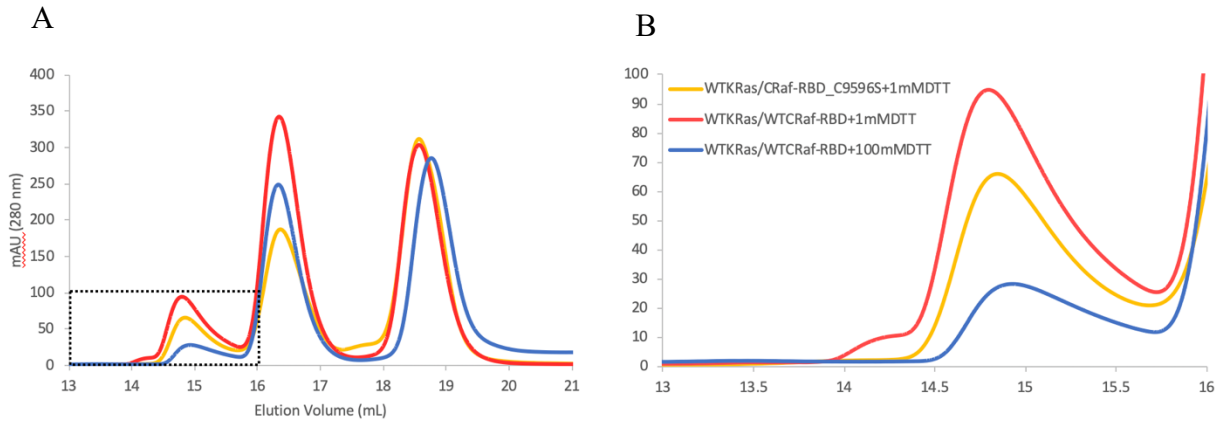 A
B
400
350
300
250
200
150
100
50
0
mAU (280 nm)
13 14 15 16 17 18 19 20 21
Elution Volume (mL)
100
90
80
70
60
50
40
30
20
10
0
WTKRas/CRaf-RBD_C9596S+1mMDTT
WTKRas/WTCRaf-RBD+1mMDTT
WTKRas/WTCRaf-RBD+100mMDTT
13 13.5 14 14.5 15 15.5 16